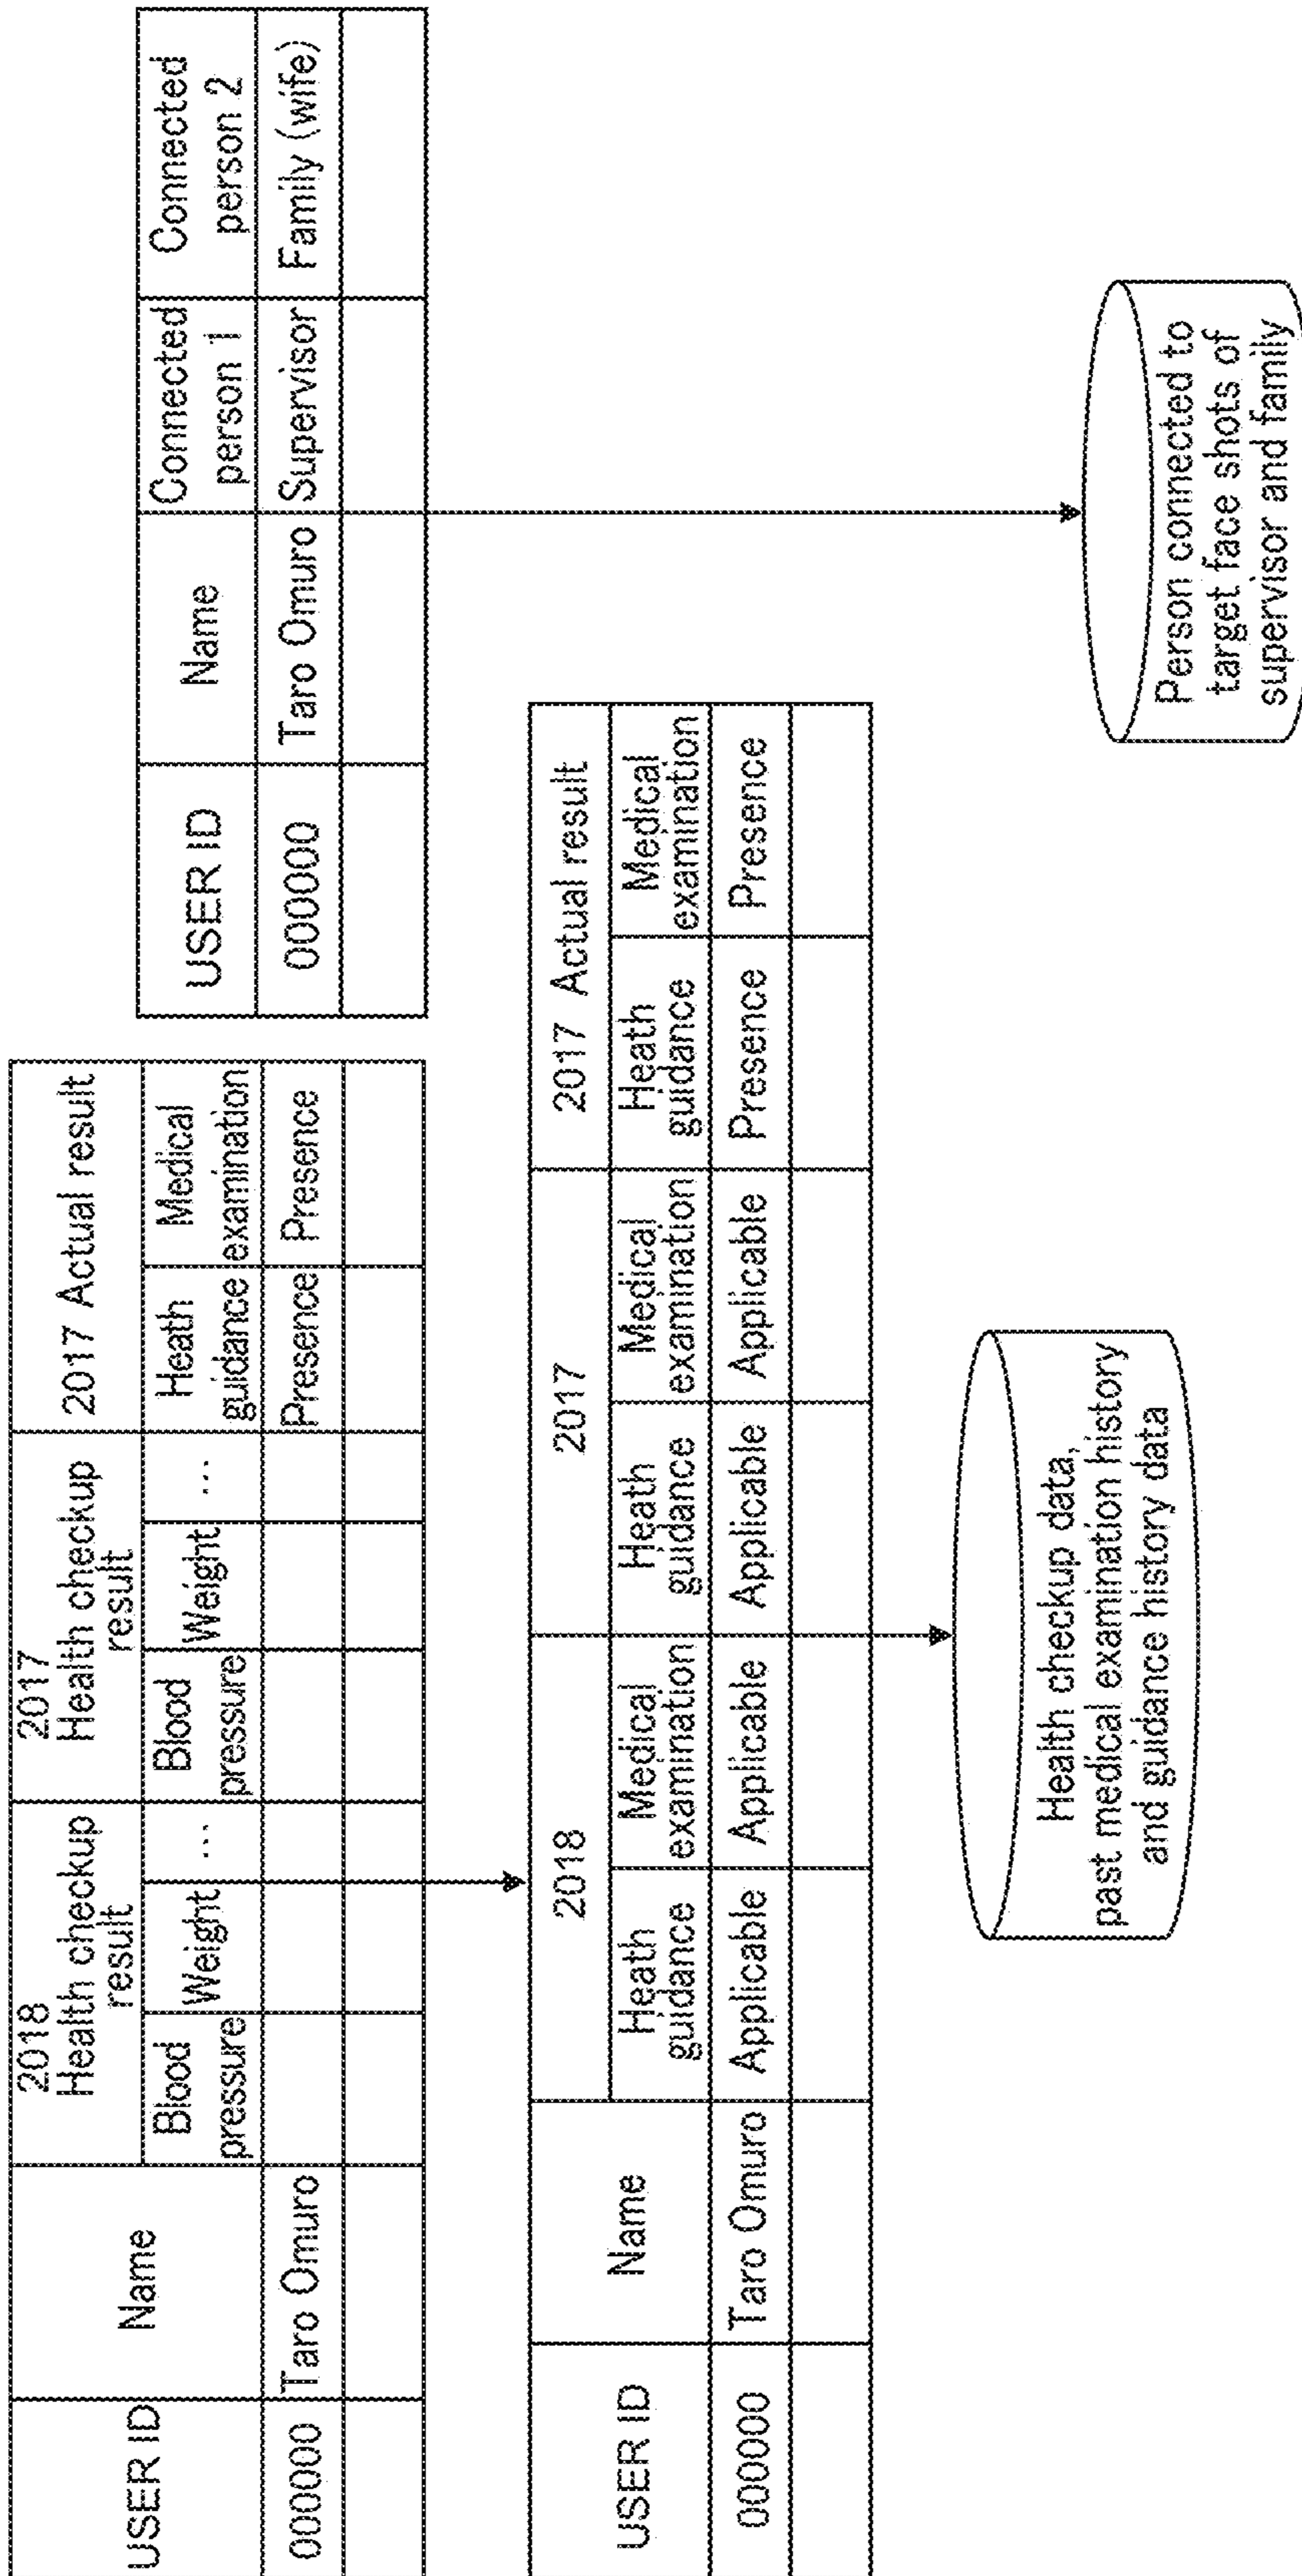 USER ID
Name
2018
Health checkup
result
2017
Health checkup
result
2017 Actual result
Blood
pressure
Weight
...
Blood
pressure
Weight
...
Heath
guidance
Medical
examination
000000
Taro Omuro
Presence
Presence
USER ID
Name
Connected
person 1
Connected
person 2
000000
Taro Omuro
Supervisor
Family (wife)
USER ID
Name
2018
2017
2017 Actual result
Heath
guidance
Medical
examination
Heath
guidance
Medical
examination
Heath
guidance
Medical
examination
000000
Taro Omuro
Applicable
Applicable
Applicable
Applicable
Presence
Presence
Health checkup data,
past medical examination history
and guidance history data
Person connected to
target face shots of
supervisor and family